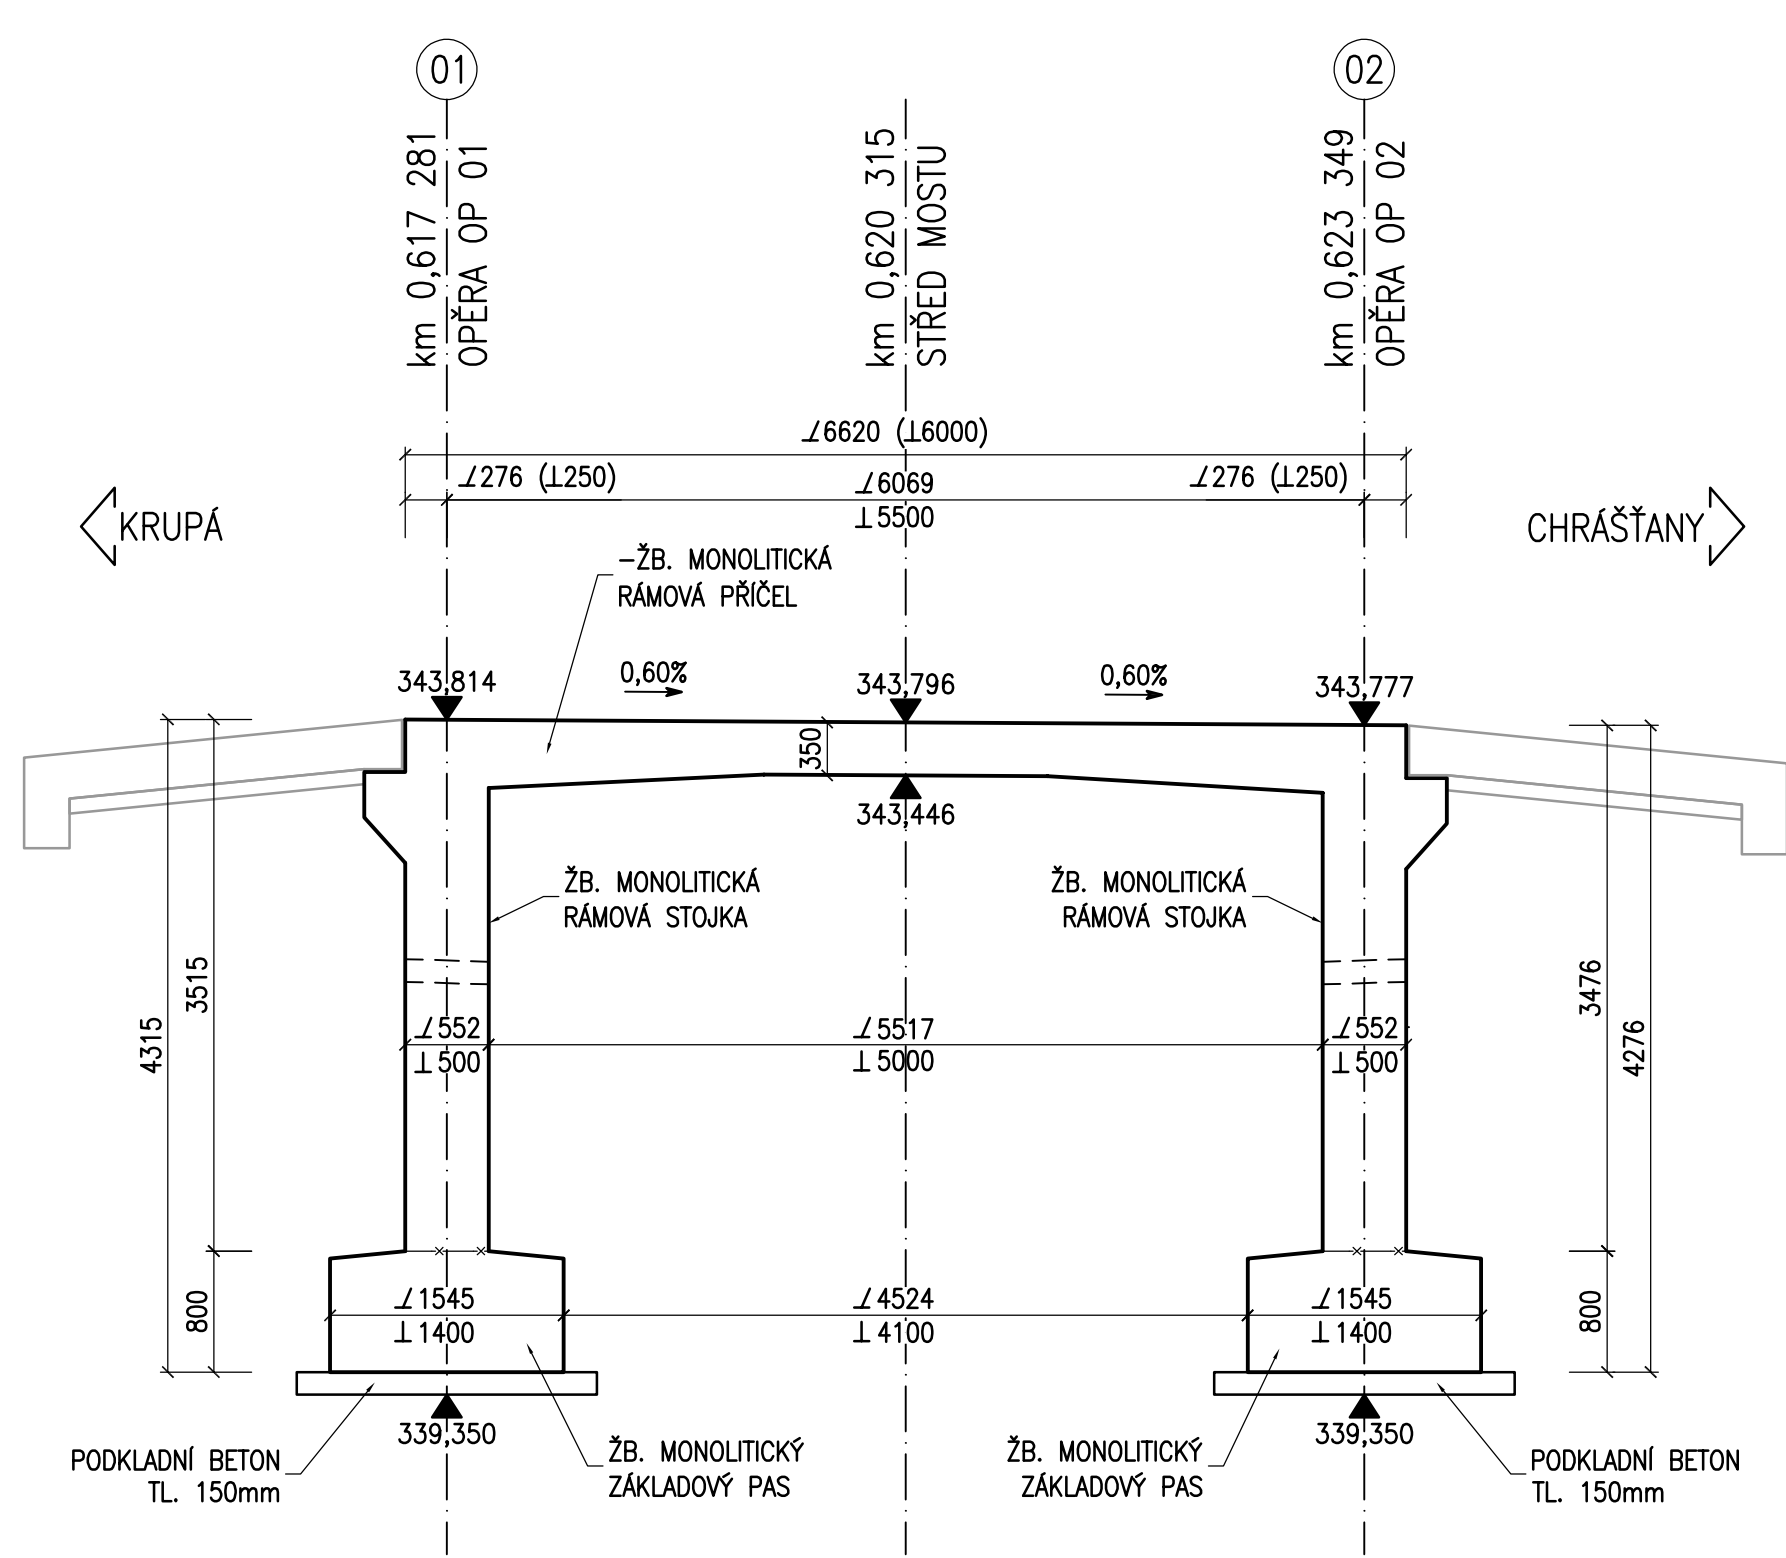 01
02
km 0,617 281
OPĚRA OP 01
km 0,620 315
STŘED MOSTU
km 0,623 349
OPĚRA OP 02
⦣6620 (⊥6000)
⦣276 (⊥250)
⦣6069
⊥5500
⦣276 (⊥250)
KRUPÁ
CHRÁŠŤANY
-ŽB. MONOLITICKÁ
RÁMOVÁ PŘÍČEL
343,814
0,60%
343,796
0,60%
343,777
350
343,446
ŽB. MONOLITICKÁ
RÁMOVÁ STOJKA
ŽB. MONOLITICKÁ
RÁMOVÁ STOJKA
4315
3515
3476
4276
⦣552
⊥500
⦣5517
⊥5000
⦣552
⊥500
800
⦣1545
⊥1400
⦣4524
⊥4100
⦣1545
⊥1400
800
339,350
339,350
PODKLADNÍ BETON
TL. 150mm
ŽB. MONOLITICKÝ
ZÁKLADOVÝ PAS
ŽB. MONOLITICKÝ
ZÁKLADOVÝ PAS
PODKLADNÍ BETON
TL. 150mm